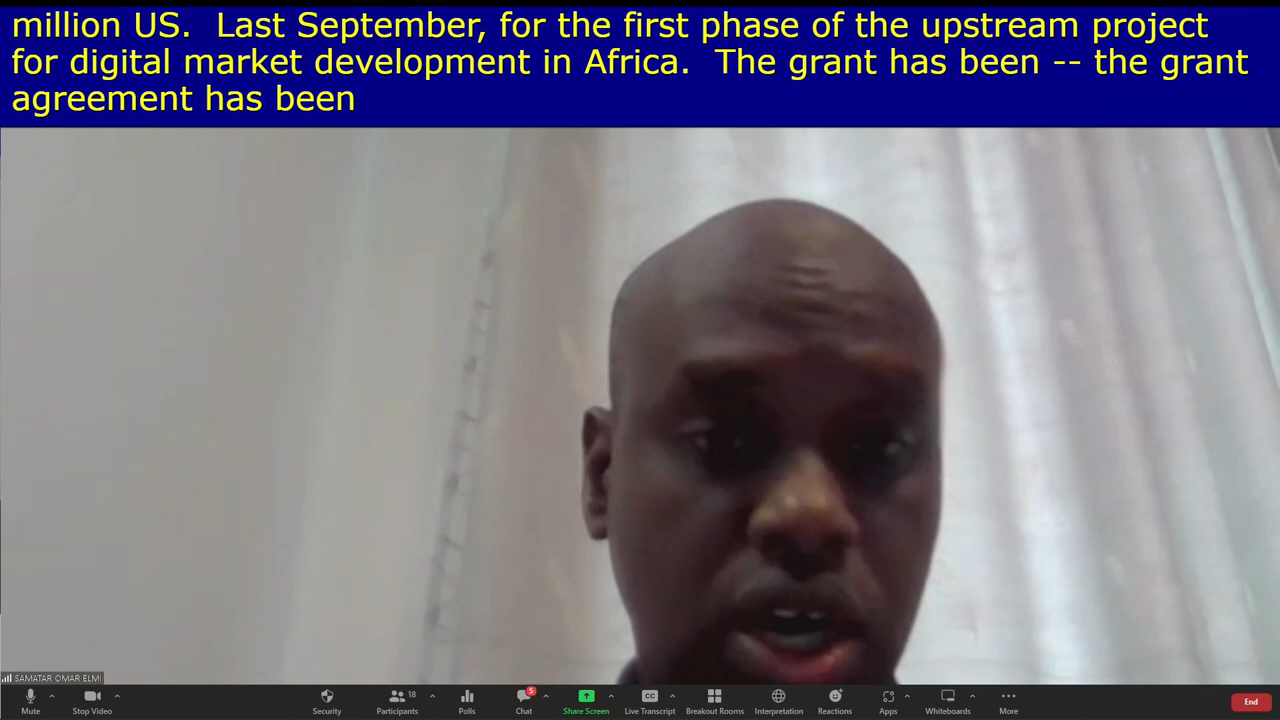 million US.  Last September, for the first phase of the upstream project
for digital market development in Africa.  The grant has been -- the grant
agreement has been
SAMATAR OMAR ELMI
Mute
Stop Video
Security
18
Participants
Polls
5
Chat
Share Screen
CC
Live Transcript
Breakout Rooms
Interpretation
Reactions
Apps
Whiteboards
More
End